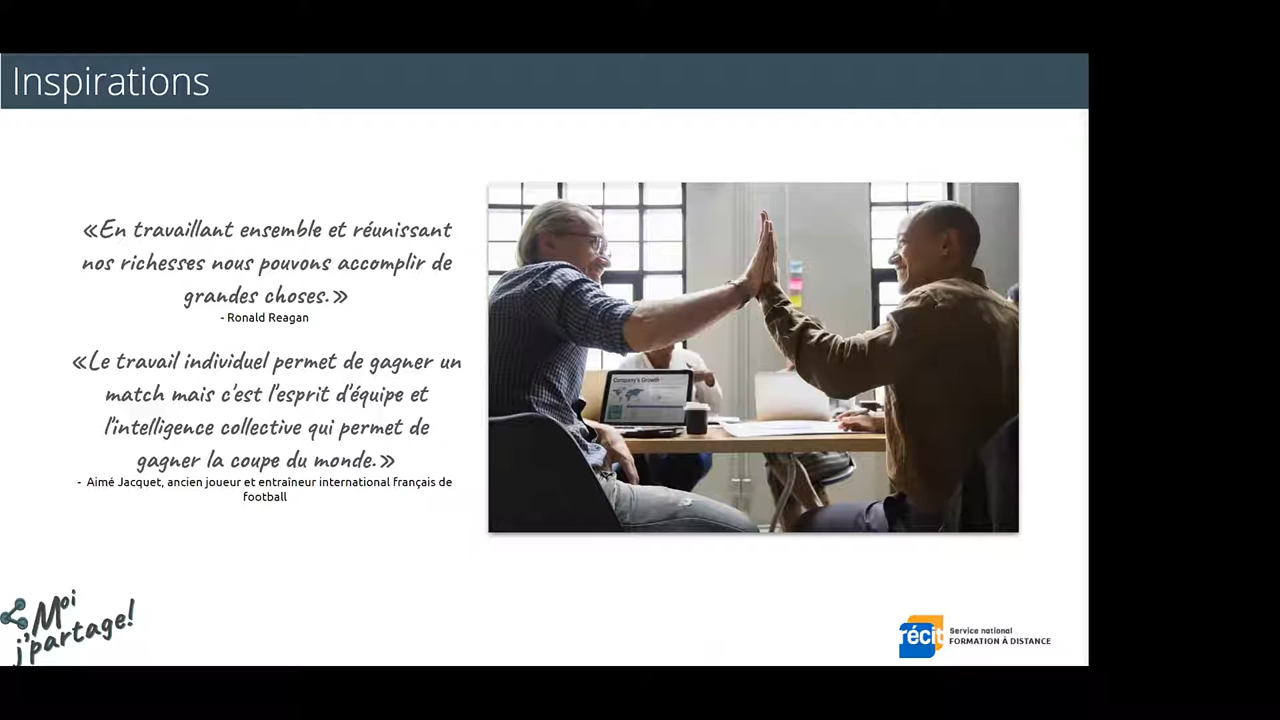 Inspirations
«En travaillant ensemble et réunissant
nos richesses nous pouvons accomplir de
grandes choses.»
- Ronald Reagan
«Le travail individuel permet de gagner un
match mais c'est l'esprit d'équipe et
l'intelligence collective qui permet de
gagner la coupe du monde.»
- Aimé Jacquet, ancien joueur et entraîneur international français de
football
Company's Growth
Moi
j'partage!
récit
Service national
FORMATION À DISTANCE